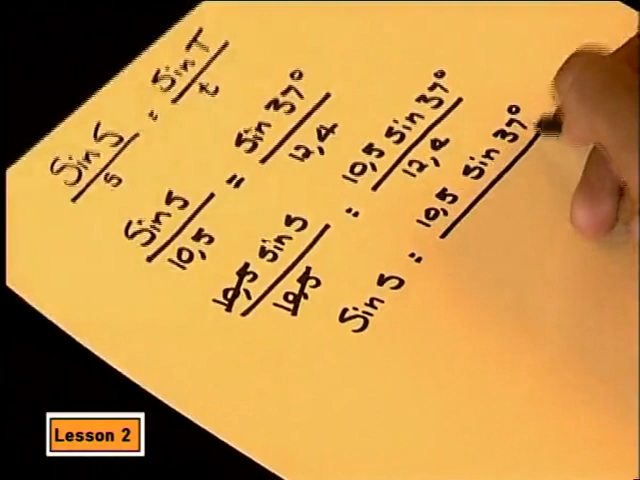 Sin S / s = Sin T / t
Sin S / 10,5 = Sin 37° / 12,4
10,5 Sin S / 10,5 = 10,5 Sin 37° / 12,4
Sin S = 10,5 Sin 37°
Lesson 2